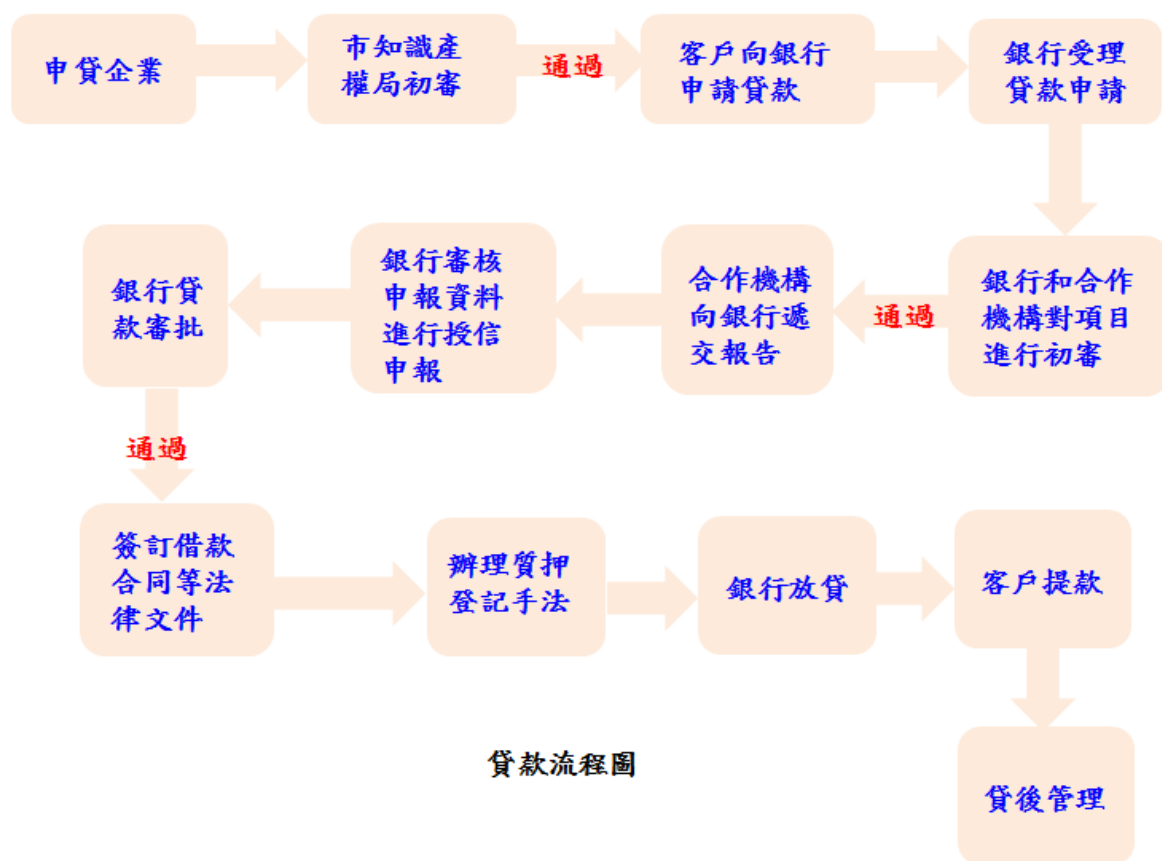 申貸企業
市知識產
權局初審
通過
客戶向銀行
申請貸款
銀行受理
貸款申請
銀行和合作
機構對項目
進行初審
通過
合作機構
向銀行遞
交報告
銀行審核
申報資料
進行授信
申報
銀行貸
款審批
通過
簽訂借款
合同等法
律文件
辦理質押
登記手法
銀行放貸
客戶提款
貸後管理
貸款流程圖